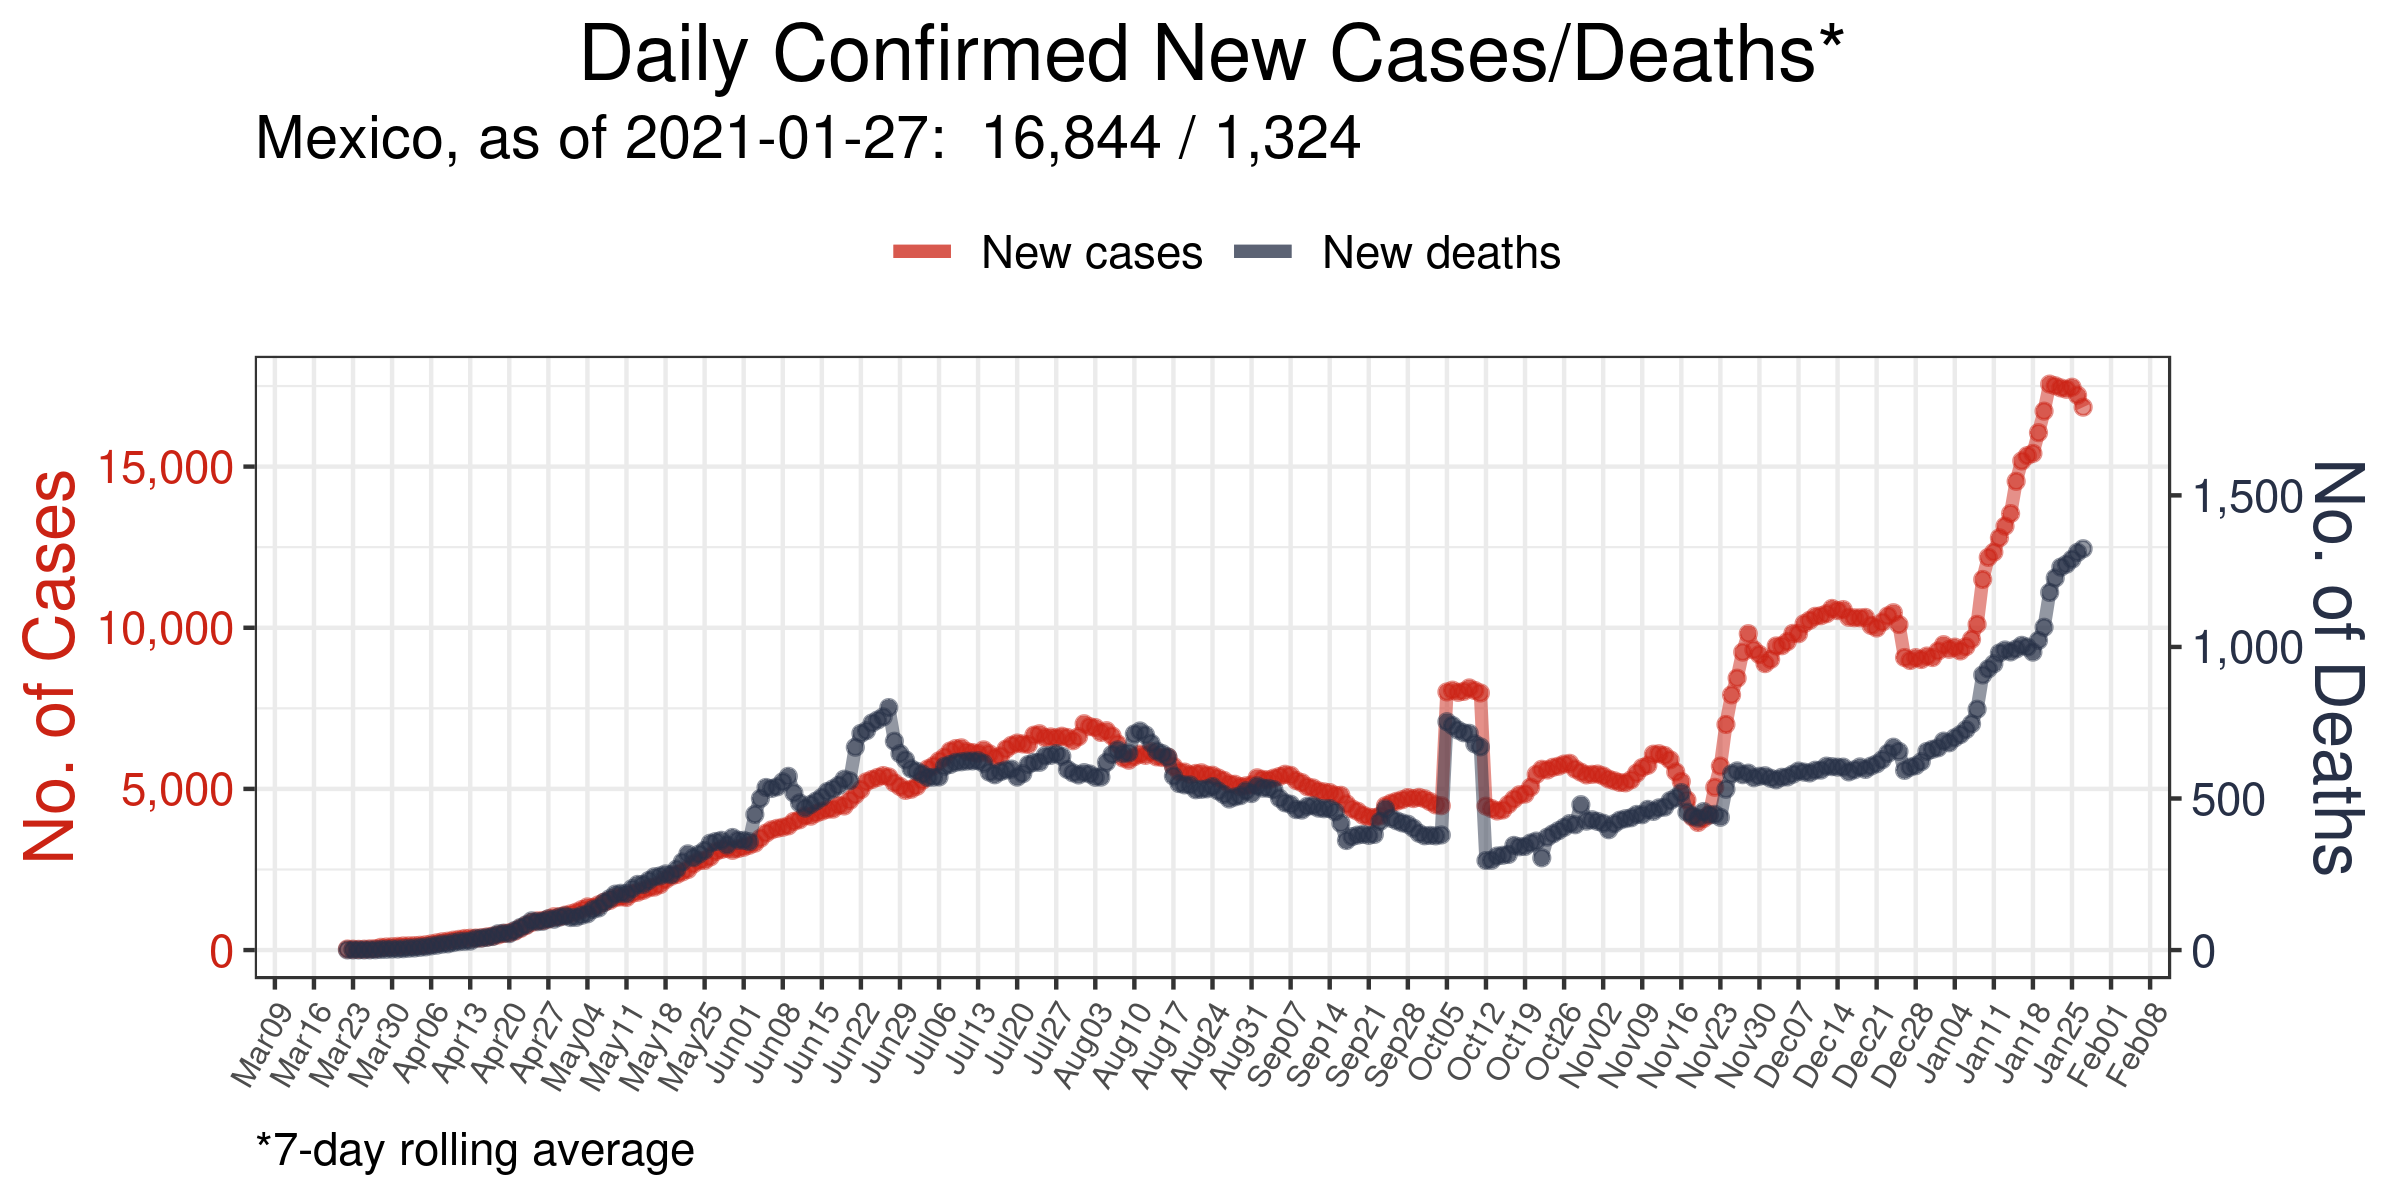 Daily Confirmed New Cases/Deaths*
Mexico, as of 2021-01-27:  16,844 / 1,324
New cases
New deaths
No. of Cases
15,000
10,000
5,000
0
1,500
1,000
500
0
No. of Deaths
Mar09
Mar16
Mar23
Mar30
Apr06
Apr13
Apr20
Apr27
May04
May11
May18
May25
Jun01
Jun08
Jun15
Jun22
Jun29
Jul06
Jul13
Jul20
Jul27
Aug03
Aug10
Aug17
Aug24
Aug31
Sep07
Sep14
Sep21
Sep28
Oct05
Oct12
Oct19
Oct26
Nov02
Nov09
Nov16
Nov23
Nov30
Dec07
Dec14
Dec21
Dec28
Jan04
Jan11
Jan18
Jan25
Feb01
Feb08
*7-day rolling average